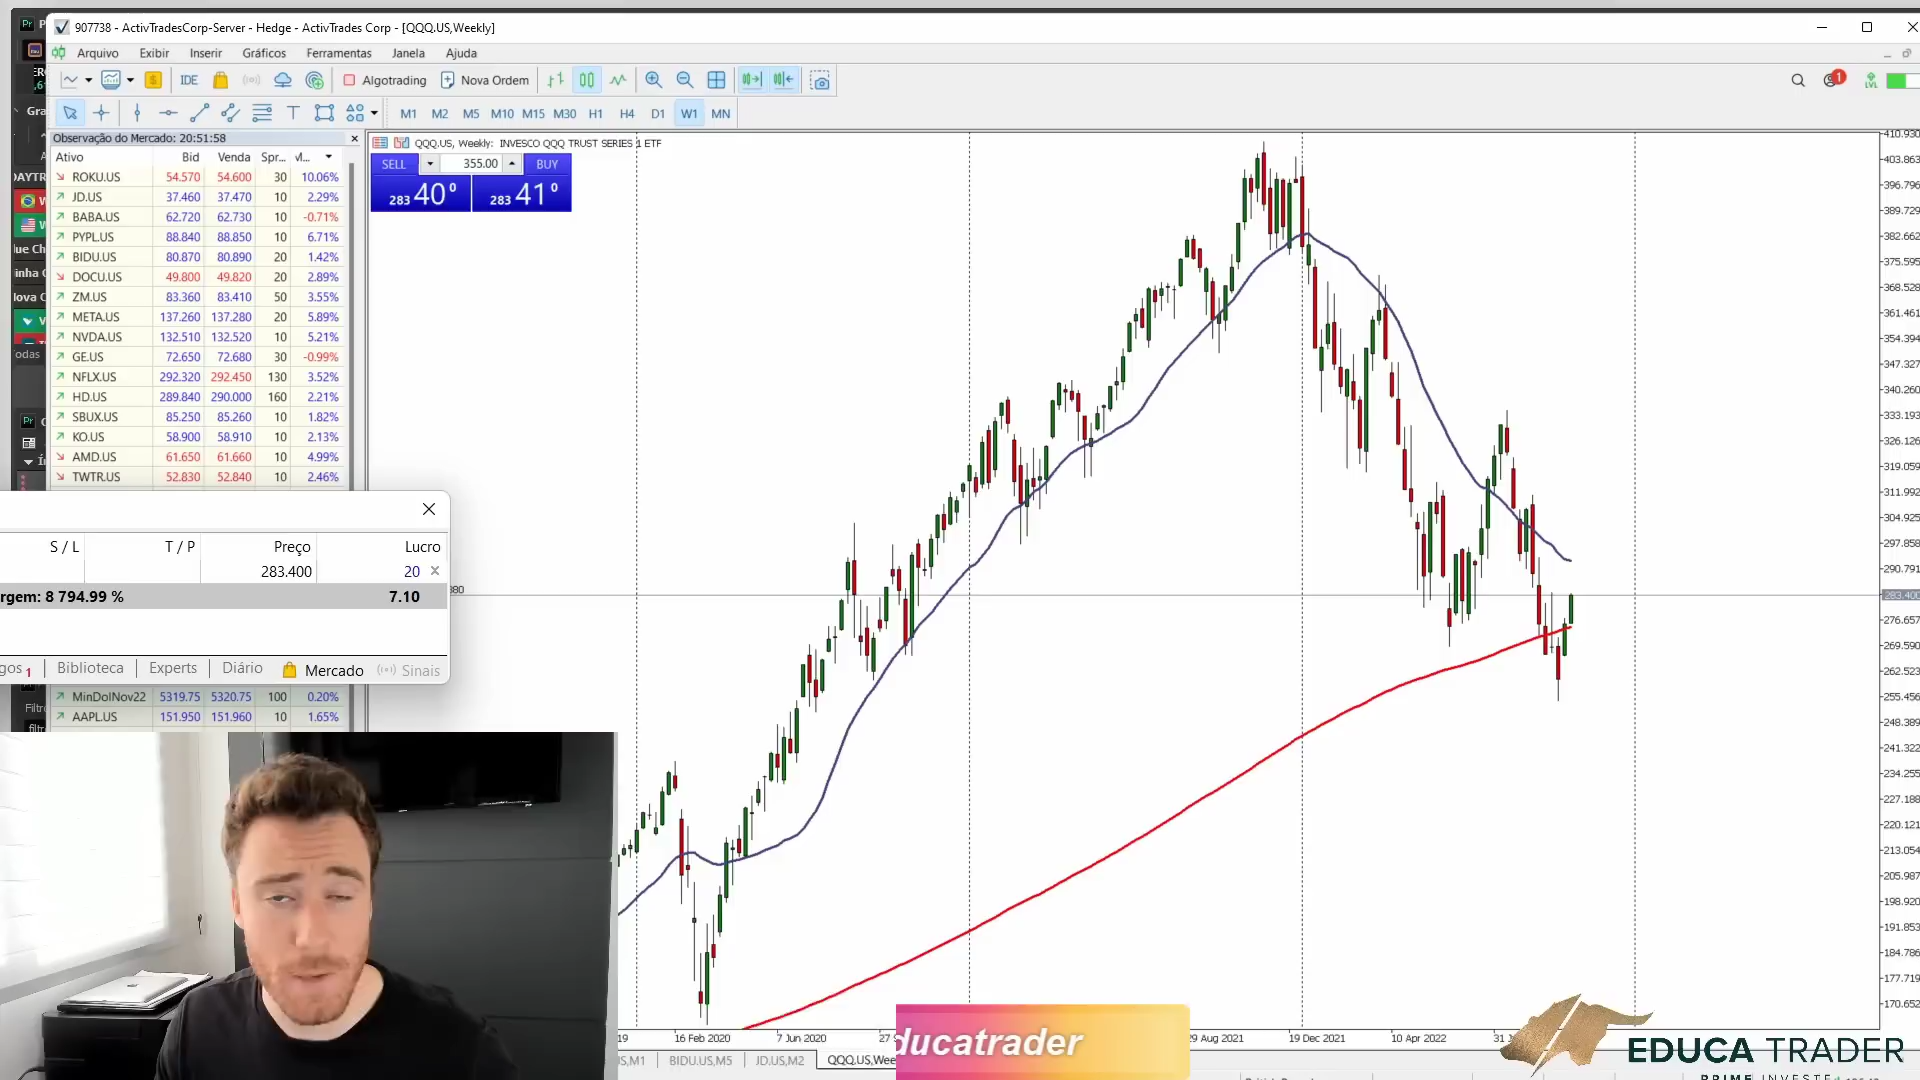 907738 - ActivTradesCorp-Server - Hedge - ActivTrades Corp - [QQQ.US,Weekly]
Arquivo Exibir Inserir Gráficos Ferramentas Janela Ajuda
IDE Algotrading Nova Ordem
M1 M2 M5 M10 M15 M30 H1 H4 D1 W1 MN
Observação do Mercado: 20:51:58
Ativo Bid Venda Spr...
ROKU.US 54.570 54.600 30 10.06%
JD.US 37.460 37.470 10 2.29%
BABA.US 62.720 62.730 10 -0.71%
PYPL.US 88.840 88.850 10 6.71%
BIDU.US 80.870 80.890 20 1.42%
DOCU.US 49.800 49.820 20 2.89%
ZM.US 83.360 83.410 50 3.55%
META.US 137.260 137.280 20 5.89%
NVDA.US 132.510 132.520 10 5.21%
GE.US 72.650 72.680 30 -0.99%
NFLX.US 292.320 292.450 130 3.52%
HD.US 289.840 290.000 160 2.21%
SBUX.US 85.250 85.260 10 1.82%
KO.US 58.900 58.910 10 2.13%
AMD.US 61.650 61.660 10 4.99%
TWTR.US 52.830 52.840 10 2.46%
S / L T / P Preço Lucro
283.400 20
rgem: 8 794.99 % 7.10
gos 1 Biblioteca Experts Diário Mercado Sinais
MinDolNov22 5319.75 5320.75 100 0.20%
AAPL.US 151.950 151.960 10 1.65%
QQQ.US, Weekly: INVESCO QQQ TRUST SERIES 1 ETF
SELL 355.00 BUY
283 40 0 283 41 0
410.930
403.863
396.796
389.729
382.662
375.595
368.528
361.461
354.394
347.327
340.260
333.193
326.126
319.059
311.992
304.925
297.858
290.791
283.400
276.657
269.590
262.523
255.456
248.389
241.322
234.255
227.188
220.121
213.054
205.987
198.920
191.853
184.786
177.719
170.652
19 16 Feb 2020 7 Jun 2020 27 S 29 Aug 2021 19 Dec 2021 10 Apr 2022 31
JS,M1 BIDU.US,M5 JD.US,M2 QQQ.US,Wee
ducatrader
EDUCA TRADER
PRIME INVESTE